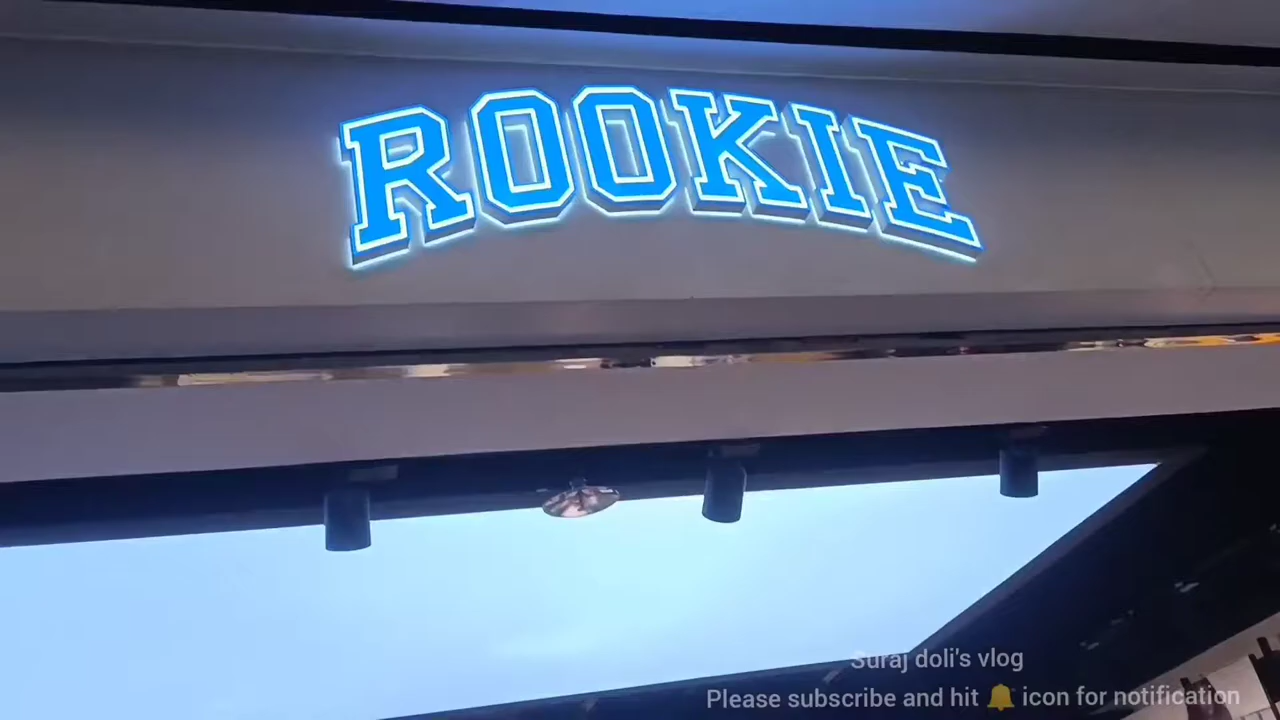 ROOKIE
Suraj doli's vlog
Please subscribe and hit 🔔 icon for notification